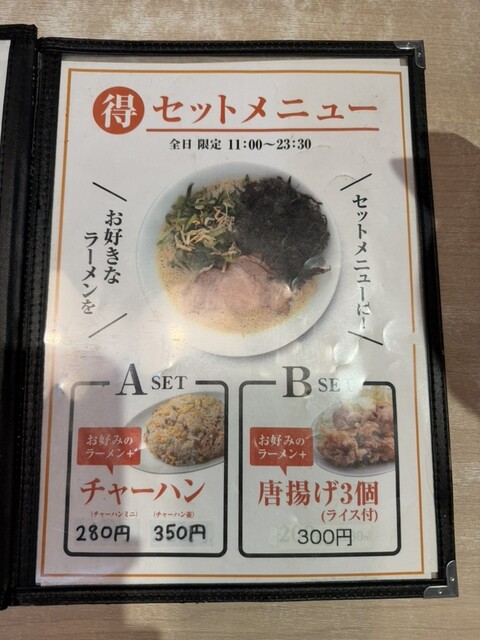 得 セットメニュー
全日 限定 11:00〜23:30
お好きな
ラーメンを
セットメニューに!
A SET
お好みの
ラーメン+
チャーハン
(チャーハンミニ) (チャーハン並)
280円 350円
B SET
お好みの
ラーメン+
唐揚げ3個
(ライス付)
300円